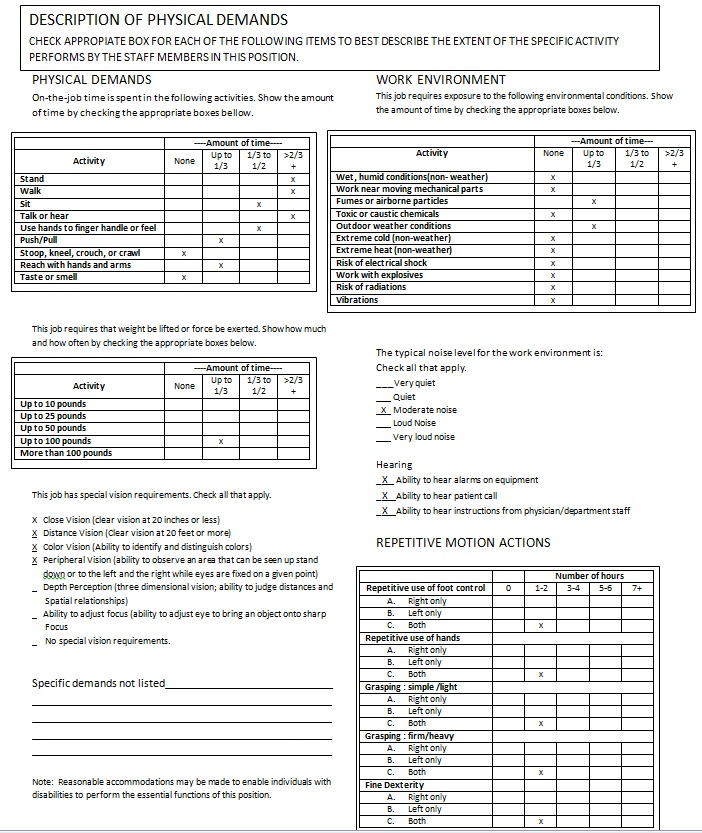 DESCRIPTION OF PHYSICAL DEMANDS
CHECK APPROPIATE BOX FOR EACH OF THE FOLLOWING ITEMS TO BEST DESCRIBE THE EXTENT OF THE SPECIFIC ACTIVITY
PERFORMS BY THE STAFF MEMBERS IN THIS POSITION.
PHYSICAL DEMANDS
On-the-job time is spent in the following activities. Show the amount
of time by checking the appropriate boxes bellow.
----Amount of time----
Activity None Up to 1/3 1/3 to 1/2 >2/3 +
Stand x
Walk x
Sit x
Talk or hear x
Use hands to finger handle or feel x
Push/Pull x
Stoop, kneel, crouch, or crawl x
Reach with hands and arms x
Taste or smell x
This job requires that weight be lifted or force be exerted. Show how much
and how often by checking the appropriate boxes below.
----Amount of time----
Activity None Up to 1/3 1/3 to 1/2 >2/3 +
Up to 10 pounds
Up to 25 pounds
Up to 50 pounds
Up to 100 pounds x
More than 100 pounds
This job has special vision requirements. Check all that apply.
X Close Vision (clear vision at 20 inches or less)
X Distance Vision (Clear vision at 20 feet or more)
X Color Vision (Ability to identify and distinguish colors)
X Peripheral Vision (ability to observe an area that can be seen up stand
down or to the left and the right while eyes are fixed on a given point)
_ Depth Perception (three dimensional vision; ability to judge distances and
Spatial relationships)
_ Ability to adjust focus (ability to adjust eye to bring an object onto sharp
Focus
_ No special vision requirements.
Specific demands not listed
Note: Reasonable accommodations may be made to enable individuals with
disabilities to perform the essential functions of this position.
WORK ENVIRONMENT
This job requires exposure to the following environmental conditions. Show
the amount of time by checking the appropriate boxes below.
---Amount of time---
Activity None Up to 1/3 1/3 to 1/2 >2/3 +
Wet, humid conditions(non- weather) x
Work near moving mechanical parts x
Fumes or airborne particles x
Toxic or caustic chemicals x
Outdoor weather conditions x
Extreme cold (non-weather) x
Extreme heat (non-weather) x
Risk of electrical shock x
Work with explosives x
Risk of radiations x
Vibrations x
The typical noise level for the work environment is:
Check all that apply.
___ Very quiet
___ Quiet
_X_ Moderate noise
___ Loud Noise
___ Very loud noise
Hearing
_X_ Ability to hear alarms on equipment
_X_ Ability to hear patient call
_X_ Ability to hear instructions from physician/department staff
REPETITIVE MOTION ACTIONS
Number of hours
Repetitive use of foot control 0 1-2 3-4 5-6 7+
A. Right only
B. Left only
C. Both x
Repetitive use of hands
A. Right only
B. Left only
C. Both x
Grasping : simple /light
A. Right only
B. Left only
C. Both x
Grasping : firm/heavy
A. Right only
B. Left only
C. Both x
Fine Dexterity
A. Right only
B. Left only
C. Both x